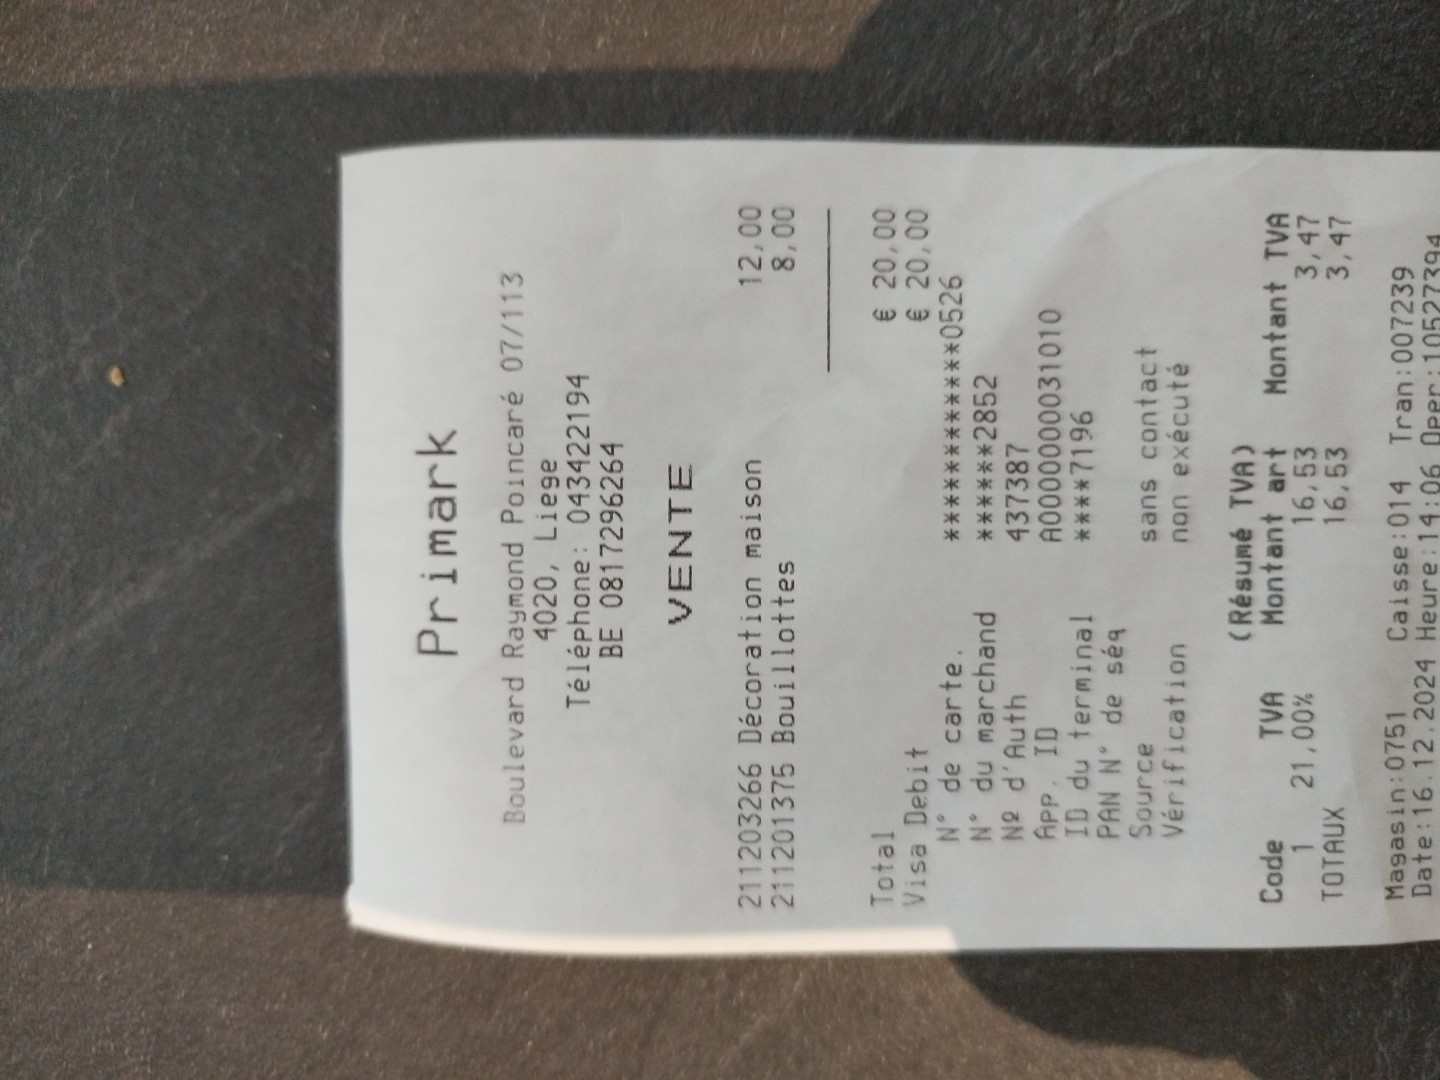 Primark
Boulevard Raymond Poincaré 07/113
4020, Liege
Téléphone: 043422194
BE 0817296264
VENTE
211203266 Décoration maison 12,00
211201375 Bouillottes 8,00
Total € 20,00
Visa Debit € 20,00
N° de carte. ************0526
N° du marchand ******2852
Nº d'Auth 437387
App. ID A0000000031010
ID du terminal ****7196
PAN N° de séq
Source sans contact
Vérification non exécuté
(Résumé TVA)
Code TVA Montant art Montant TVA
1 21,00% 16,53 3,47
TOTAUX 16,53 3,47
Magasin:0751 Caisse:014 Tran:007239
Date:16.12.2024 Heure:14:06 Oper:10527394